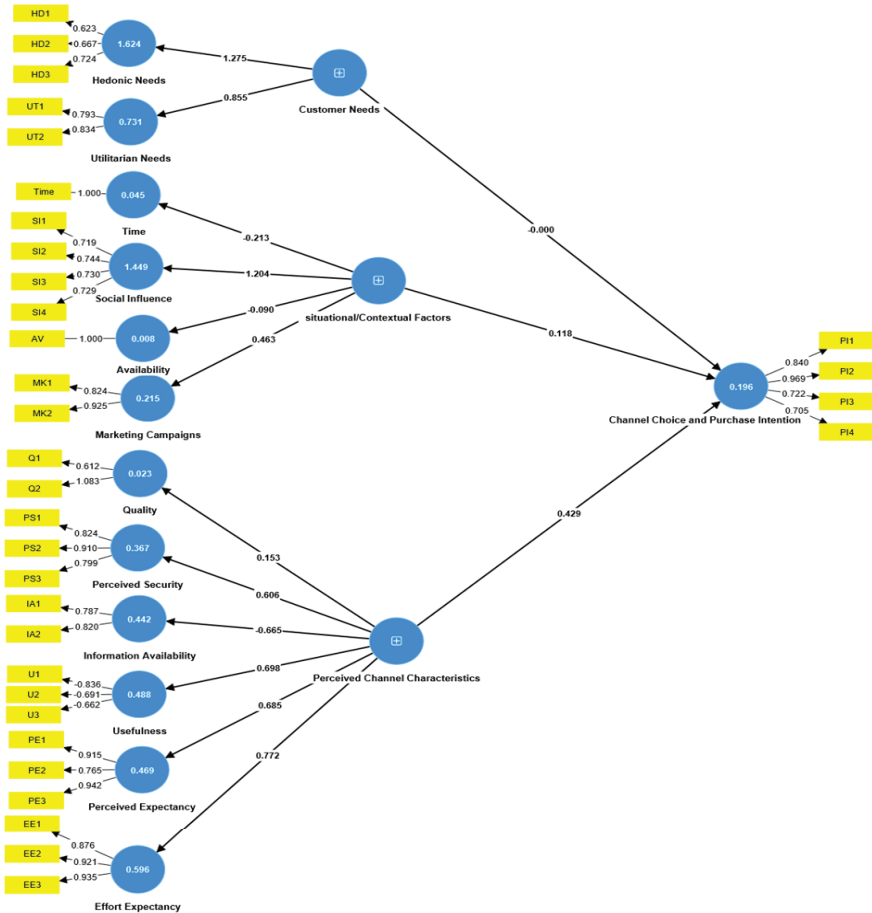 HD1
0.623
HD2
0.667
1.624
HD3
0.724
Hedonic Needs
1.275
Customer Needs
UT1
0.793
0.731
0.855
UT2
0.834
Utilitarian Needs
-0.000
Time
1.000
0.045
Time
-0.213
SI1
0.719
SI2
0.744
1.449
1.204
SI3
0.730
SI4
0.729
Social Influence
situational/Contextual Factors
-0.090
0.118
AV
1.000
0.008
Availability
0.463
MK1
0.824
0.215
MK2
0.925
Marketing Campaigns
PI1
0.840
PI2
0.969
0.196
PI3
0.722
PI4
0.705
Channel Choice and Purchase Intention
Q1
0.612
0.023
Q2
1.083
Quality
0.153
0.429
PS1
0.824
PS2
0.910
0.367
PS3
0.799
Perceived Security
0.606
IA1
0.787
0.442
IA2
0.820
Information Availability
-0.665
Perceived Channel Characteristics
U1
-0.836
U2
-0.691
0.488
U3
-0.662
Usefulness
0.698
PE1
0.915
PE2
0.765
0.469
PE3
0.942
Perceived Expectancy
0.685
EE1
0.876
EE2
0.921
0.596
EE3
0.935
Effort Expectancy
0.772